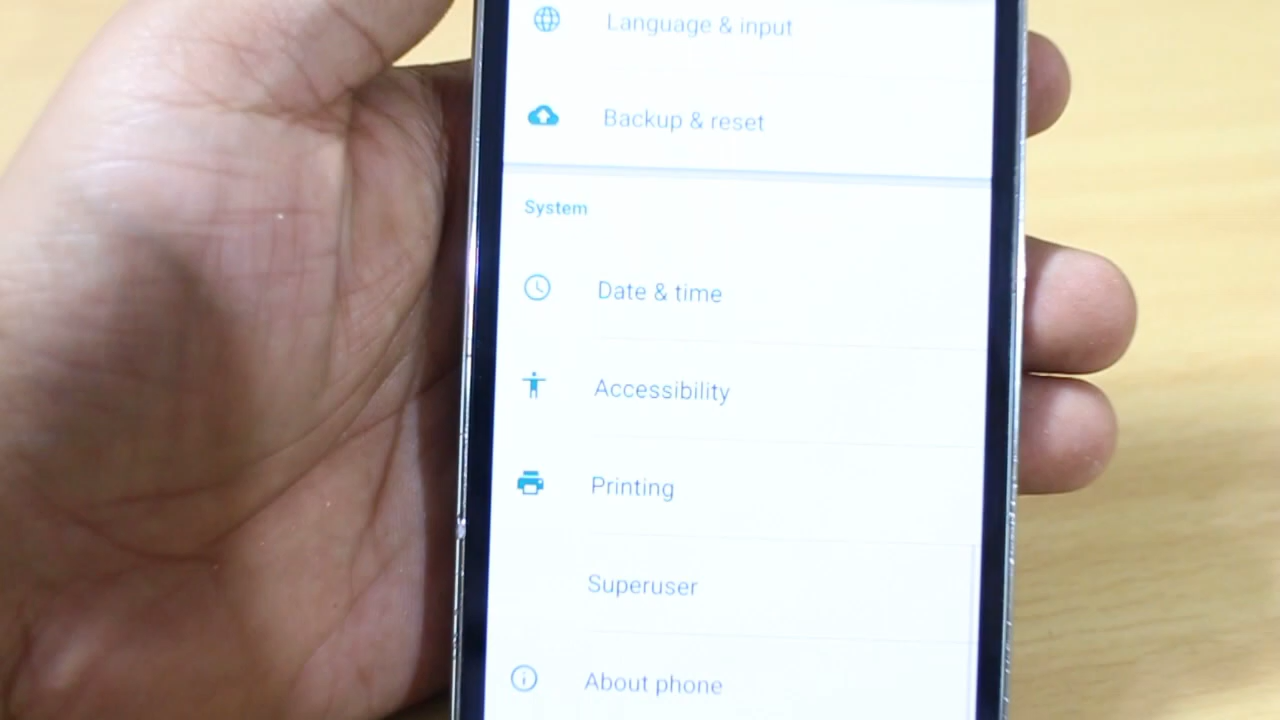 Language & input
Backup & reset
System
Date & time
Accessibility
Printing
Superuser
About phone